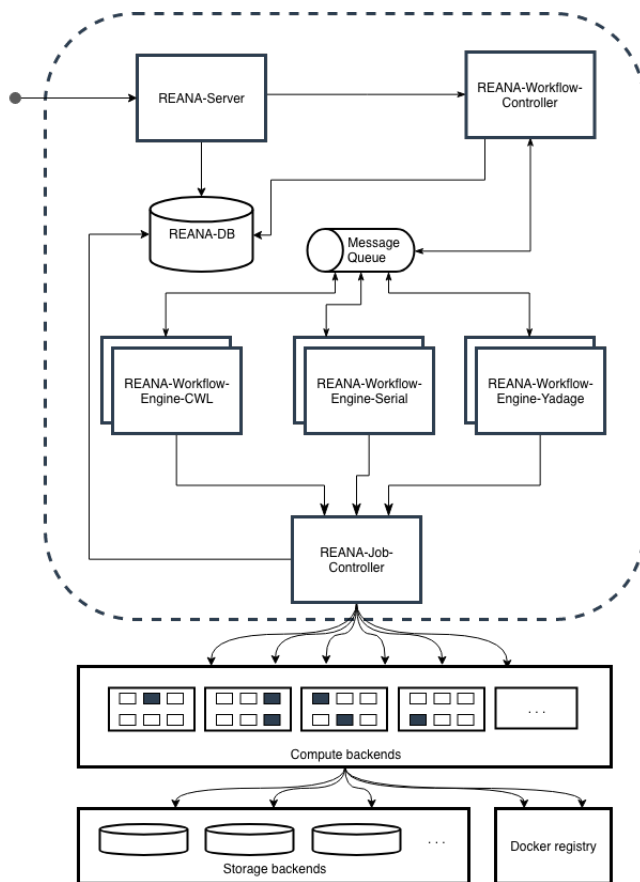 REANA-Server
REANA-Workflow-
Controller
REANA-DB
Message
Queue
REANA-Workflow-
Engine-CWL
REANA-Workflow-
Engine-Serial
REANA-Workflow-
Engine-Yadage
REANA-Job-
Controller
. . .
Compute backends
. . .
Storage backends
Docker registry